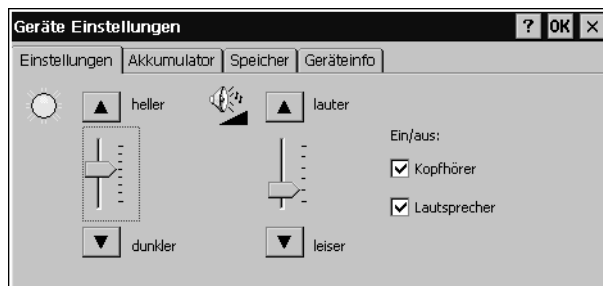 Geräte Einstellungen ? OK ×
Einstellungen Akkumulator Speicher Geräteinfo
heller lauter
Ein/aus:
Kopfhörer
Lautsprecher
dunkler leiser